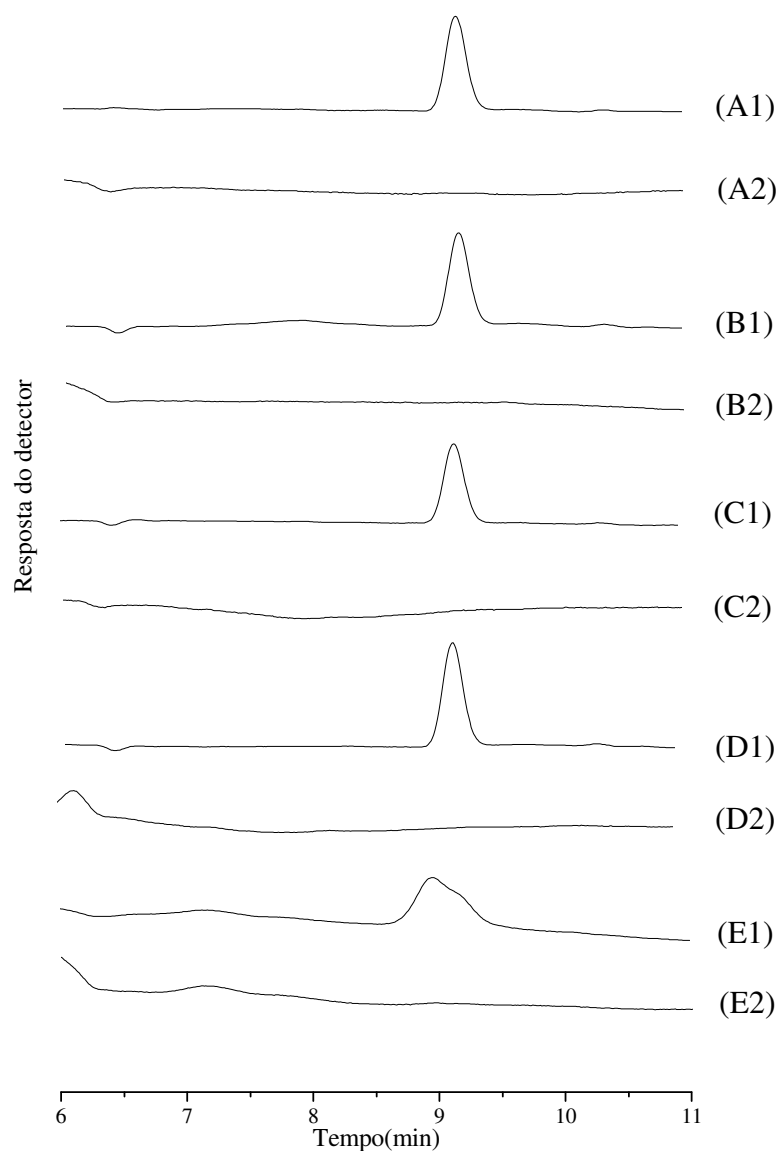 (A1)
(A2)
(B1)
(B2)
(C1)
(C2)
(D1)
(D2)
(E1)
(E2)
Resposta do detector
6 7 8 9 10 11
Tempo(min)